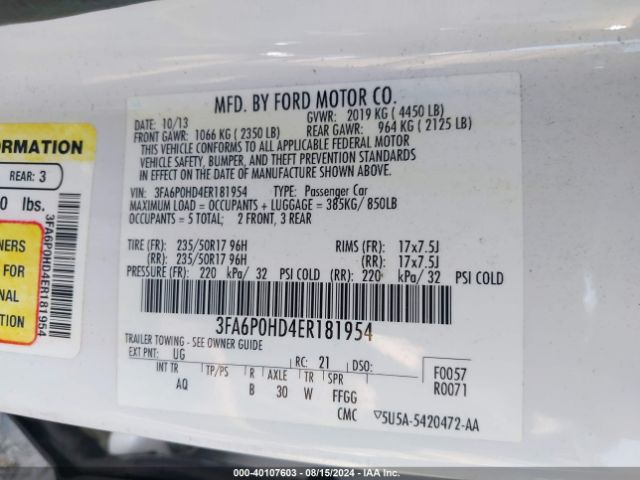 MFD. BY FORD MOTOR CO.
DATE: 10/13 GVWR: 2019 KG ( 4450 LB)
FRONT GAWR: 1066 KG ( 2350 LB) REAR GAWR: 964 KG ( 2125 LB)
THIS VEHICLE CONFORMS TO ALL APPLICABLE FEDERAL MOTOR
VEHICLE SAFETY, BUMPER, AND THEFT PREVENTION STANDARDS
IN EFFECT ON THE DATE OF MANUFACTURE SHOWN ABOVE.
VIN: 3FA6P0HD4ER181954 TYPE: Passenger Car
MAXIMUM LOAD = OCCUPANTS + LUGGAGE = 385KG/ 850LB
OCCUPANTS = 5 TOTAL; 2 FRONT, 3 REAR
TIRE (FR): 235/50R17 96H RIMS (FR): 17x7.5J
(RR): 235/50R17 96H (RR): 17x7.5J
PRESSURE (FR): 220 kPa/ 32 PSI COLD (RR): 220 kPa/ 32 PSI COLD
3FA6P0HD4ER181954
TRAILER TOWING - SEE OWNER GUIDE
EXT PNT: UG RC: 21 DSO: F0057
INT TR TP/PS R AXLE TR SPR R0071
AQ B 30 W FFGG
CMC ▽5U5A-5420472-AA
ORMATION
REAR: 3
0 lbs.
NERS
FOR
NAL
TION
3FA6P0HD4ER181954
000-40107603 - 08/15/2024 - IAA Inc.